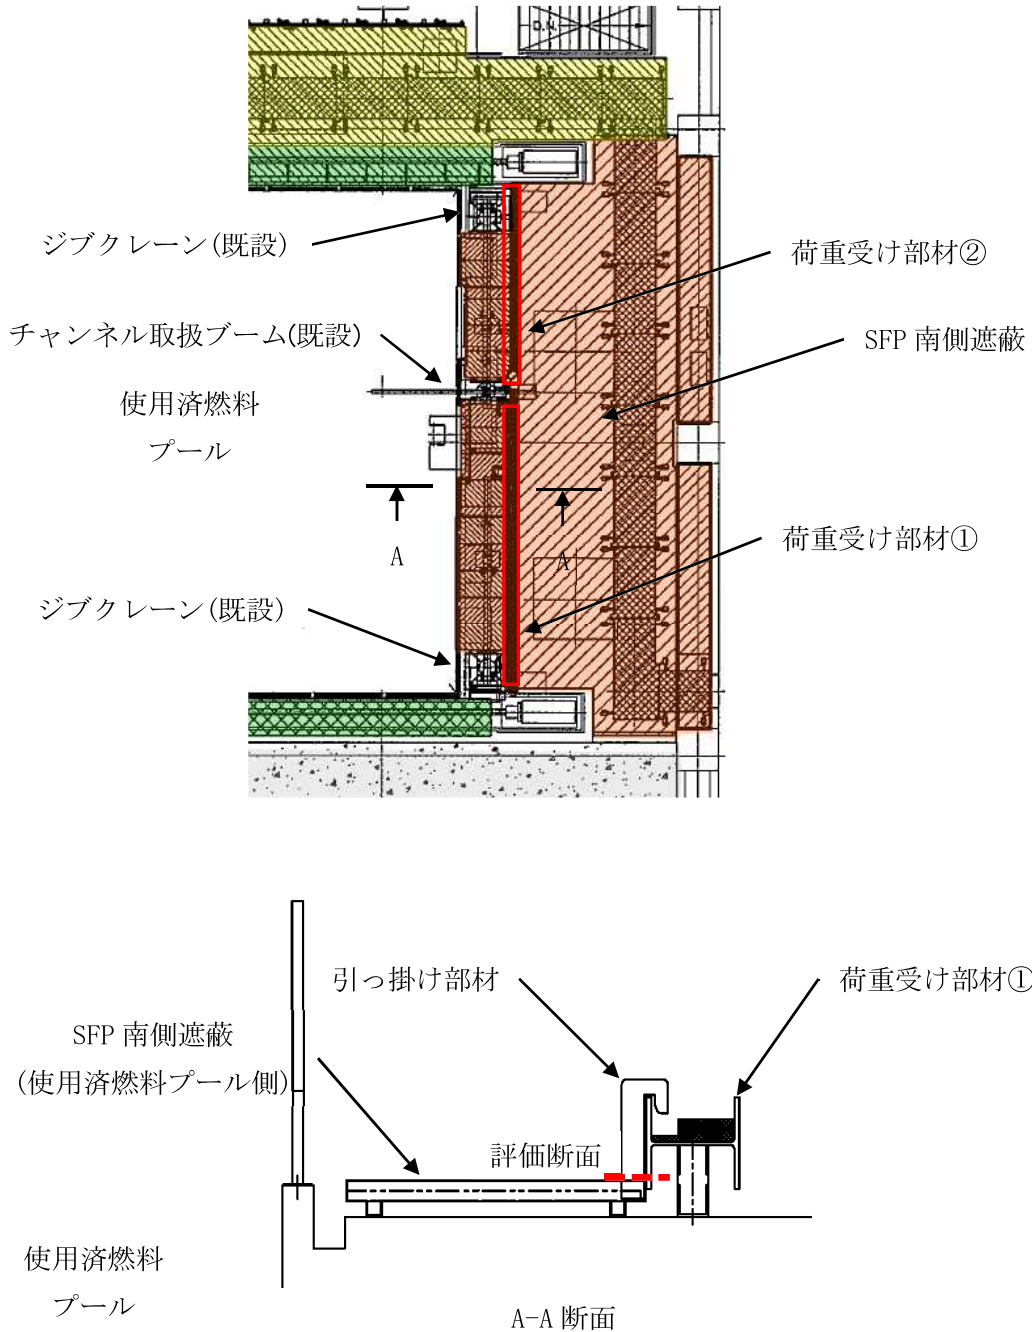 D.N.
ジブクレーン(既設)
荷重受け部材②
チャンネル取扱ブーム(既設)
SFP 南側遮蔽
使用済燃料
プール
A
A
荷重受け部材①
ジブクレーン(既設)
引っ掛け部材
荷重受け部材①
SFP 南側遮蔽
(使用済燃料プール側)
評価断面
使用済燃料
プール
A-A 断面